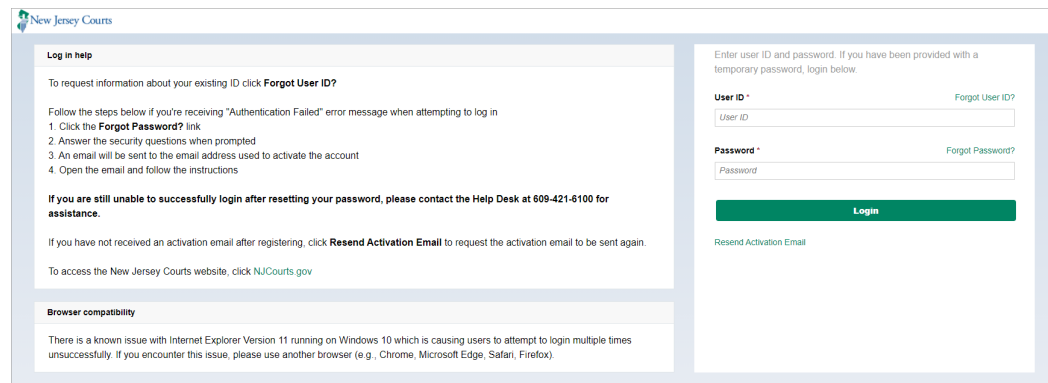 New Jersey Courts
Log in help
To request information about your existing ID click Forgot User ID?
Follow the steps below if you're receiving "Authentication Failed" error message when attempting to log in
1. Click the Forgot Password? link
2. Answer the security questions when prompted
3. An email will be sent to the email address used to activate the account
4. Open the email and follow the instructions
If you are still unable to successfully login after resetting your password, please contact the Help Desk at 609-421-6100 for
assistance.
If you have not received an activation email after registering, click Resend Activation Email to request the activation email to be sent again.
To access the New Jersey Courts website, click NJCourts.gov
Browser compatibility
There is a known issue with Internet Explorer Version 11 running on Windows 10 which is causing users to attempt to login multiple times
unsuccessfully. If you encounter this issue, please use another browser (e.g., Chrome, Microsoft Edge, Safari, Firefox).
Enter user ID and password. If you have been provided with a
temporary password, login below.
User ID * Forgot User ID?
User ID
Password * Forgot Password?
Password
Login
Resend Activation Email